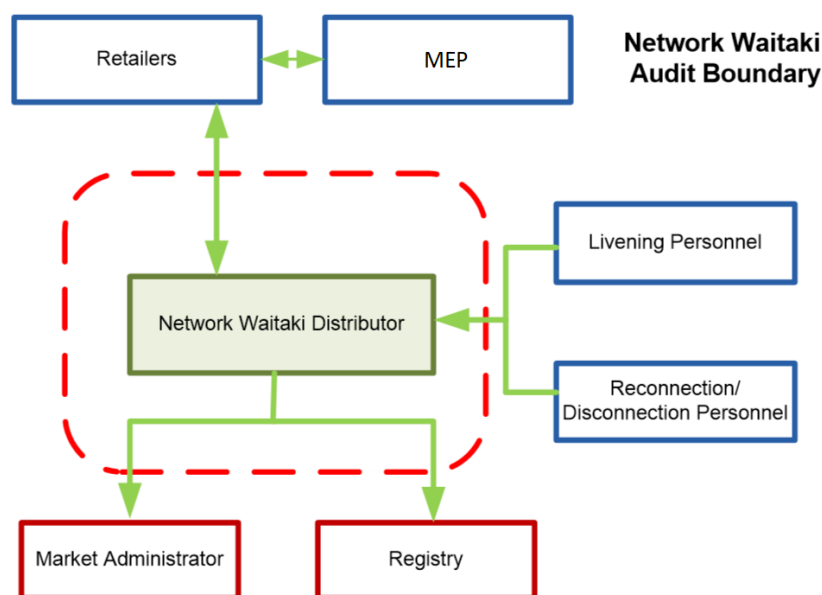 Network Waitaki
Audit Boundary
Retailers
MEP
Livening Personnel
Network Waitaki Distributor
Reconnection/
Disconnection Personnel
Market Administrator
Registry